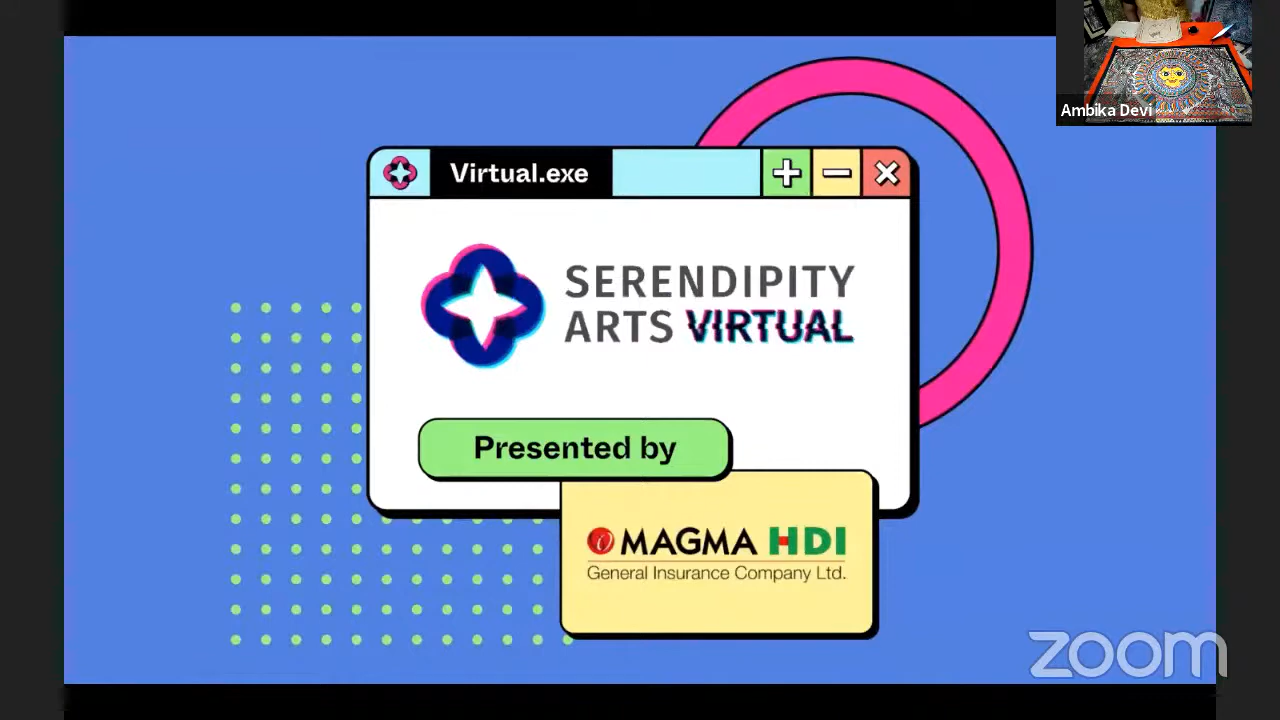 Ambika Devi
Virtual.exe
SERENDIPITY
ARTS VIRTUAL
Presented by
MAGMA HDI
General Insurance Company Ltd.
zoom